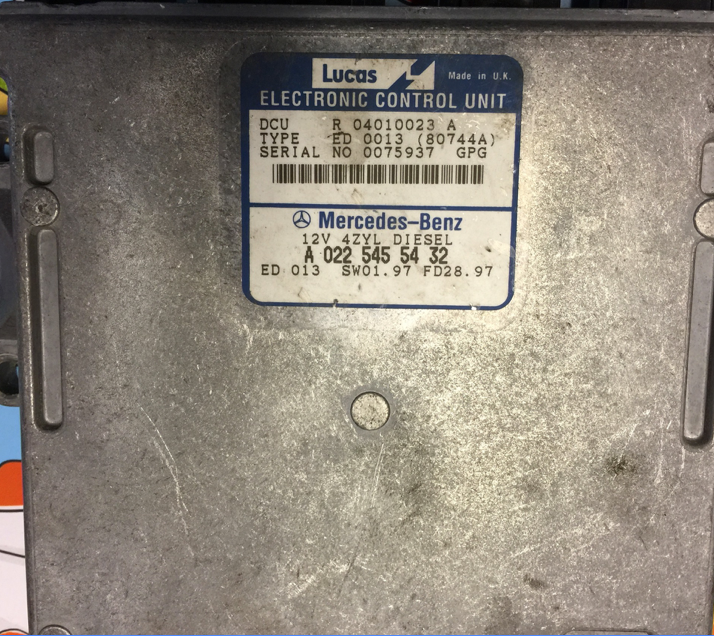 Lucas
Made in U.K.
ELECTRONIC CONTROL UNIT
DCU R 04010023 A
TYPE ED 0013 (80744A)
SERIAL NO 0075937 GPG
Mercedes-Benz
12V 4ZYL DIESEL
A 022 545 54 32
ED 013 SW01.97 FD28.97